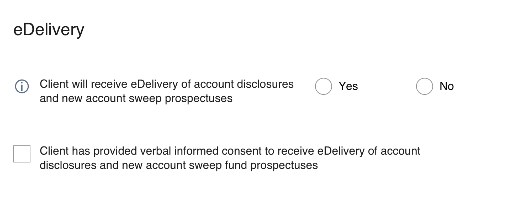 eDelivery
Client will receive eDelivery of account disclosures Yes No
and new account sweep prospectuses
Client has provided verbal informed consent to receive eDelivery of account
disclosures and new account sweep fund prospectuses